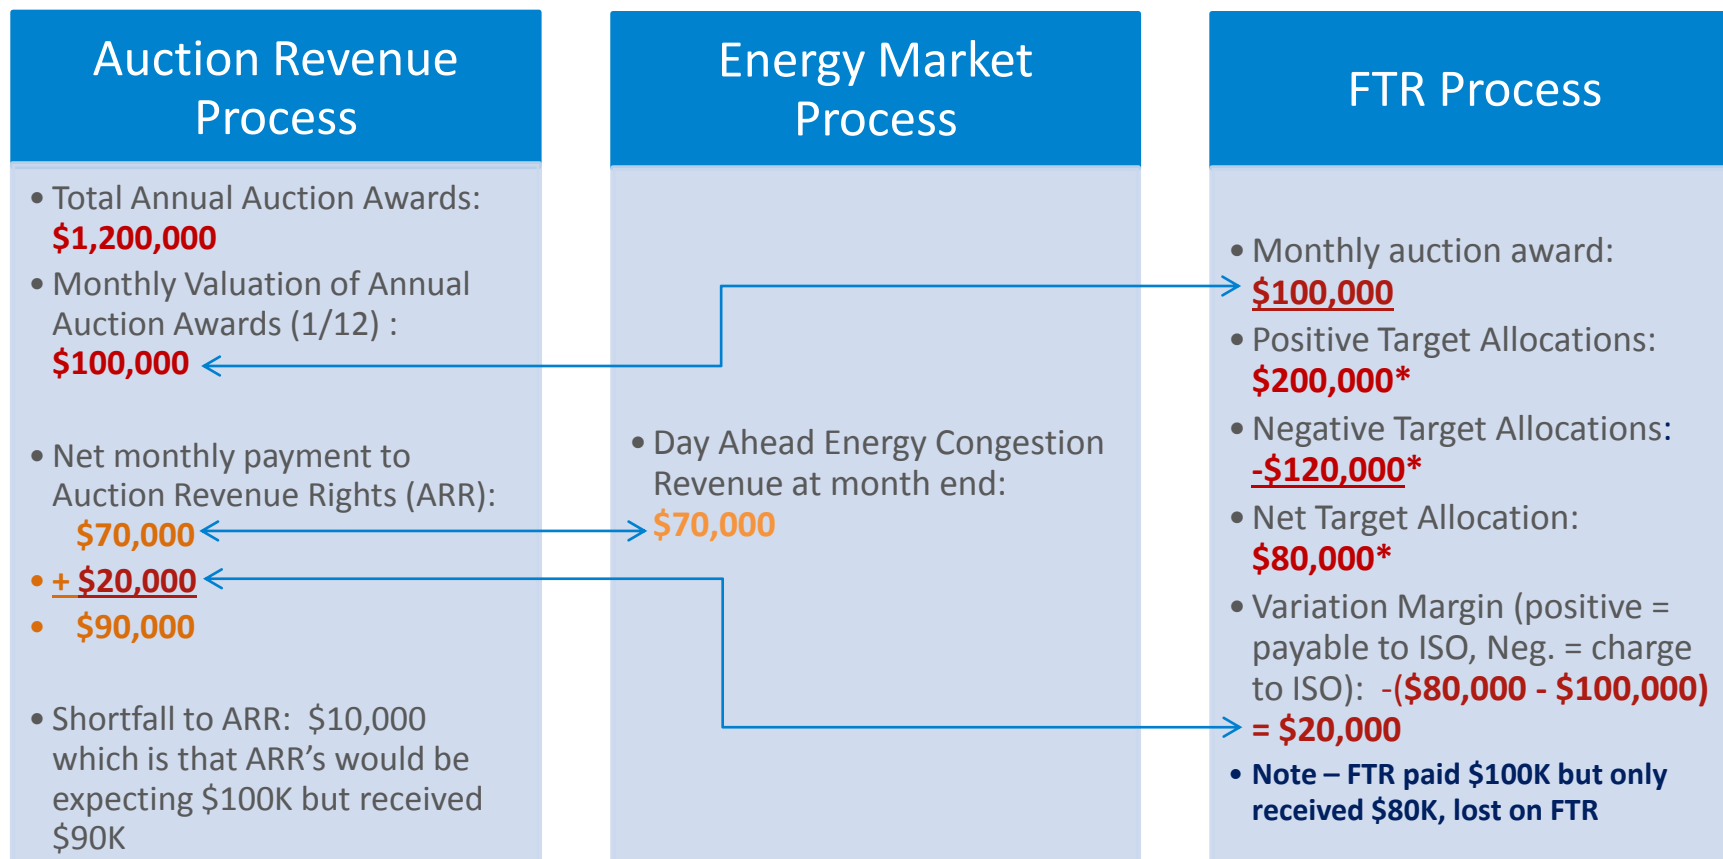 Auction Revenue
Process
• Total Annual Auction Awards:
$1,200,000
• Monthly Valuation of Annual
Auction Awards (1/12) :
$100,000
• Net monthly payment to
Auction Revenue Rights (ARR):
$70,000
• + $20,000
• $90,000
• Shortfall to ARR: $10,000
which is that ARR’s would be
expecting $100K but received
$90K
Energy Market
Process
• Day Ahead Energy Congestion
Revenue at month end:
$70,000
FTR Process
• Monthly auction award:
$100,000
• Positive Target Allocations:
$200,000*
• Negative Target Allocations:
-$120,000*
• Net Target Allocation:
$80,000*
• Variation Margin (positive =
payable to ISO, Neg. = charge
to ISO): -($80,000 - $100,000)
= $20,000
• Note – FTR paid $100K but only
received $80K, lost on FTR